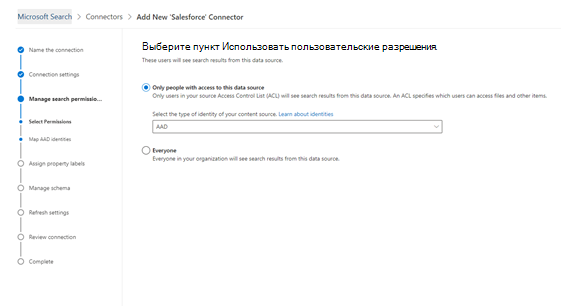 Microsoft Search > Connectors > Add New 'Salesforce' Connector
Name the connection
Connection settings
Manage search permissio...
Select Permissions
Map AAD identities
Assign property labels
Manage schema
Refresh settings
Review connection
Complete
Выберите пункт Использовать пользовательские разрешения.
These users will see search results from this data source.
Only people with access to this data source
Only users in your source Access Control List (ACL) will see search results from this data source. An ACL specifies which users can access files and other items.
Select the type of identity of your content source. Learn about identities
AAD
Everyone
Everyone in your organization will see search results from this data source.